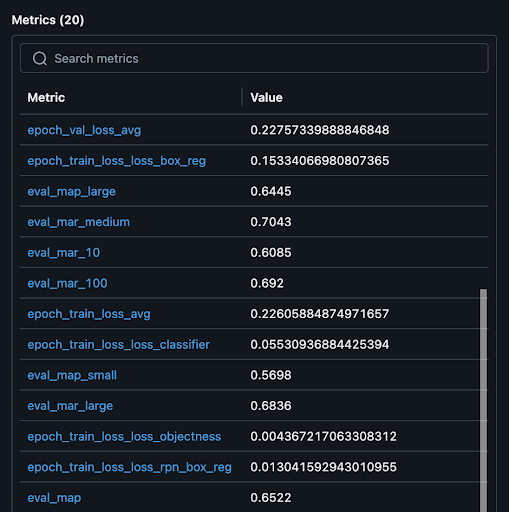 Metrics (20)
Search metrics
Metric Value
epoch_val_loss_avg 0.22757339888846848
epoch_train_loss_loss_box_reg 0.15334066980807365
eval_map_large 0.6445
eval_mar_medium 0.7043
eval_mar_10 0.6085
eval_mar_100 0.692
epoch_train_loss_avg 0.22605884874971657
epoch_train_loss_loss_classifier 0.05530936884425394
eval_map_small 0.5698
eval_mar_large 0.6836
epoch_train_loss_loss_objectness 0.004367217063308312
epoch_train_loss_loss_rpn_box_reg 0.013041592943010955
eval_map 0.6522